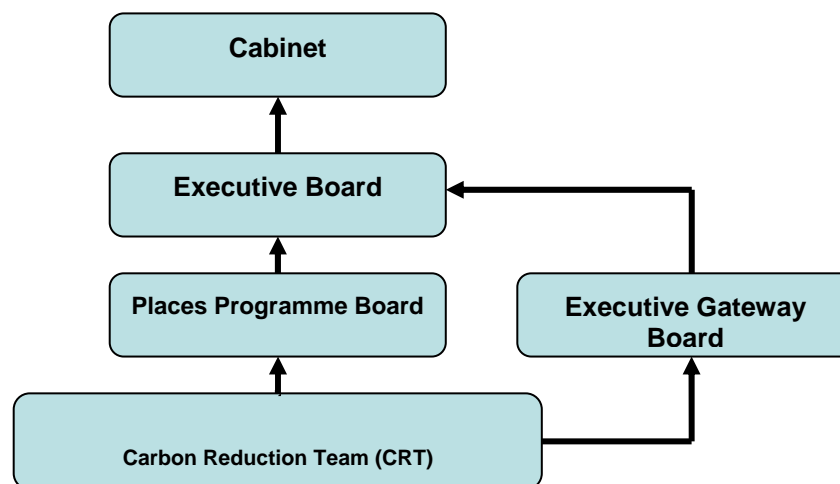 Cabinet
Executive Board
Places Programme Board
Executive Gateway
Board
Carbon Reduction Team (CRT)